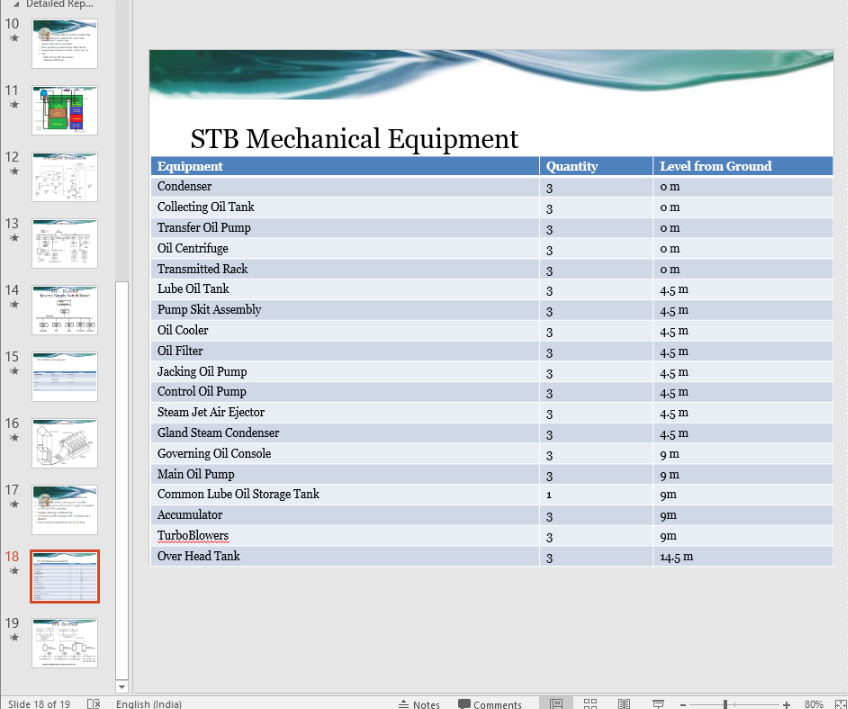 Detailed Rep...
10
11
12
13
14
15
16
17
18
19
STB Mechanical Equipment
Equipment Quantity Level from Ground
Condenser 3 0 m
Collecting Oil Tank 3 0 m
Transfer Oil Pump 3 0 m
Oil Centrifuge 3 0 m
Transmitted Rack 3 0 m
Lube Oil Tank 3 4.5 m
Pump Skit Assembly 3 4.5 m
Oil Cooler 3 4.5 m
Oil Filter 3 4.5 m
Jacking Oil Pump 3 4.5 m
Control Oil Pump 3 4.5 m
Steam Jet Air Ejector 3 4.5 m
Gland Steam Condenser 3 4.5 m
Governing Oil Console 3 9 m
Main Oil Pump 3 9 m
Common Lube Oil Storage Tank 1 9m
Accumulator 3 9m
TurboBlowers 3 9m
Over Head Tank 3 14.5 m
Slide 18 of 19 English (India) Notes Comments 80%